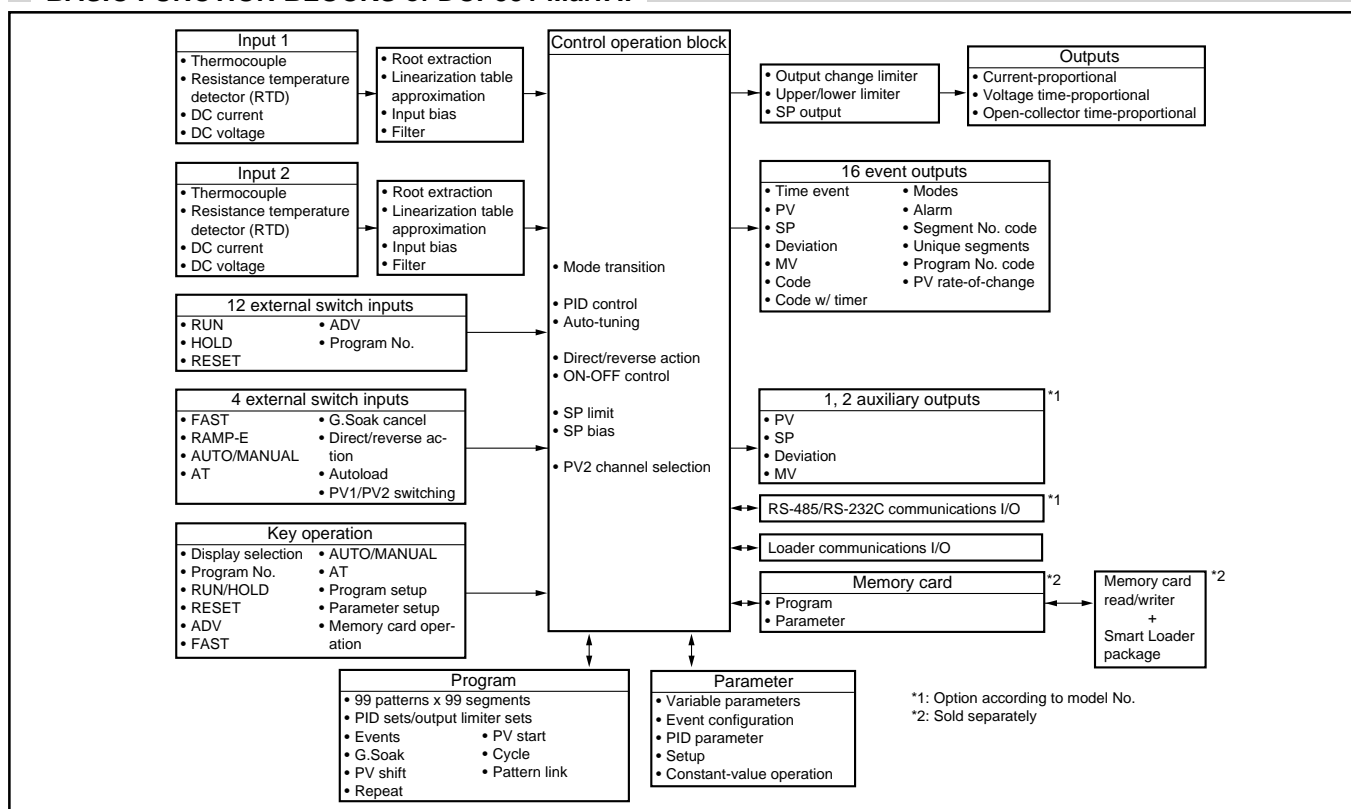 Input 1
• Thermocouple
• Resistance temperature
detector (RTD)
• DC current
• DC voltage
• Root extraction
• Linearization table
approximation
• Input bias
• Filter
Input 2
• Thermocouple
• Resistance temperature
detector (RTD)
• DC current
• DC voltage
• Root extraction
• Linearization table
approximation
• Input bias
• Filter
12 external switch inputs
• RUN
• HOLD
• RESET
• ADV
• Program No.
4 external switch inputs
• FAST
• RAMP-E
• AUTO/MANUAL
• AT
• G.Soak cancel
• Direct/reverse ac-
tion
• Autoload
• PV1/PV2 switching
Key operation
• Display selection
• Program No.
• RUN/HOLD
• RESET
• ADV
• FAST
• AUTO/MANUAL
• AT
• Program setup
• Parameter setup
• Memory card oper-
ation
Control operation block
• Mode transition
• PID control
• Auto-tuning
• Direct/reverse action
• ON-OFF control
• SP limit
• SP bias
• PV2 channel selection
• Output change limiter
• Upper/lower limiter
• SP output
Outputs
• Current-proportional
• Voltage time-proportional
• Open-collector time-proportional
16 event outputs
• Time event
• PV
• SP
• Deviation
• MV
• Code
• Code w/ timer
• Modes
• Alarm
• Segment No. code
• Unique segments
• Program No. code
• PV rate-of-change
1, 2 auxiliary outputs
*1
• PV
• SP
• Deviation
• MV
RS-485/RS-232C communications I/O
*1
Loader communications I/O
Memory card
*2
• Program
• Parameter
Memory card
read/writer
+
Smart Loader
package
*2
Program
• 99 patterns x 99 segments
• PID sets/output limiter sets
• Events
• G.Soak
• PV shift
• Repeat
• PV start
• Cycle
• Pattern link
Parameter
• Variable parameters
• Event configuration
• PID parameter
• Setup
• Constant-value operation
*1: Option according to model No.
*2: Sold separately